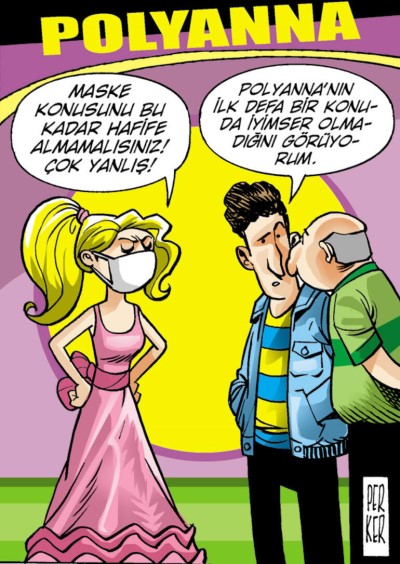 POLYANNA
MASKE
KONUSUNU BU
KADAR HAFİFE
ALMAMALISINIZ!
ÇOK YANLIŞ!
POLYANNA'NIN
İLK DEFA BİR KONU-
DA İYİMSER OLMA-
DIĞINI GÖRÜYO-
RUM.
PER
KER